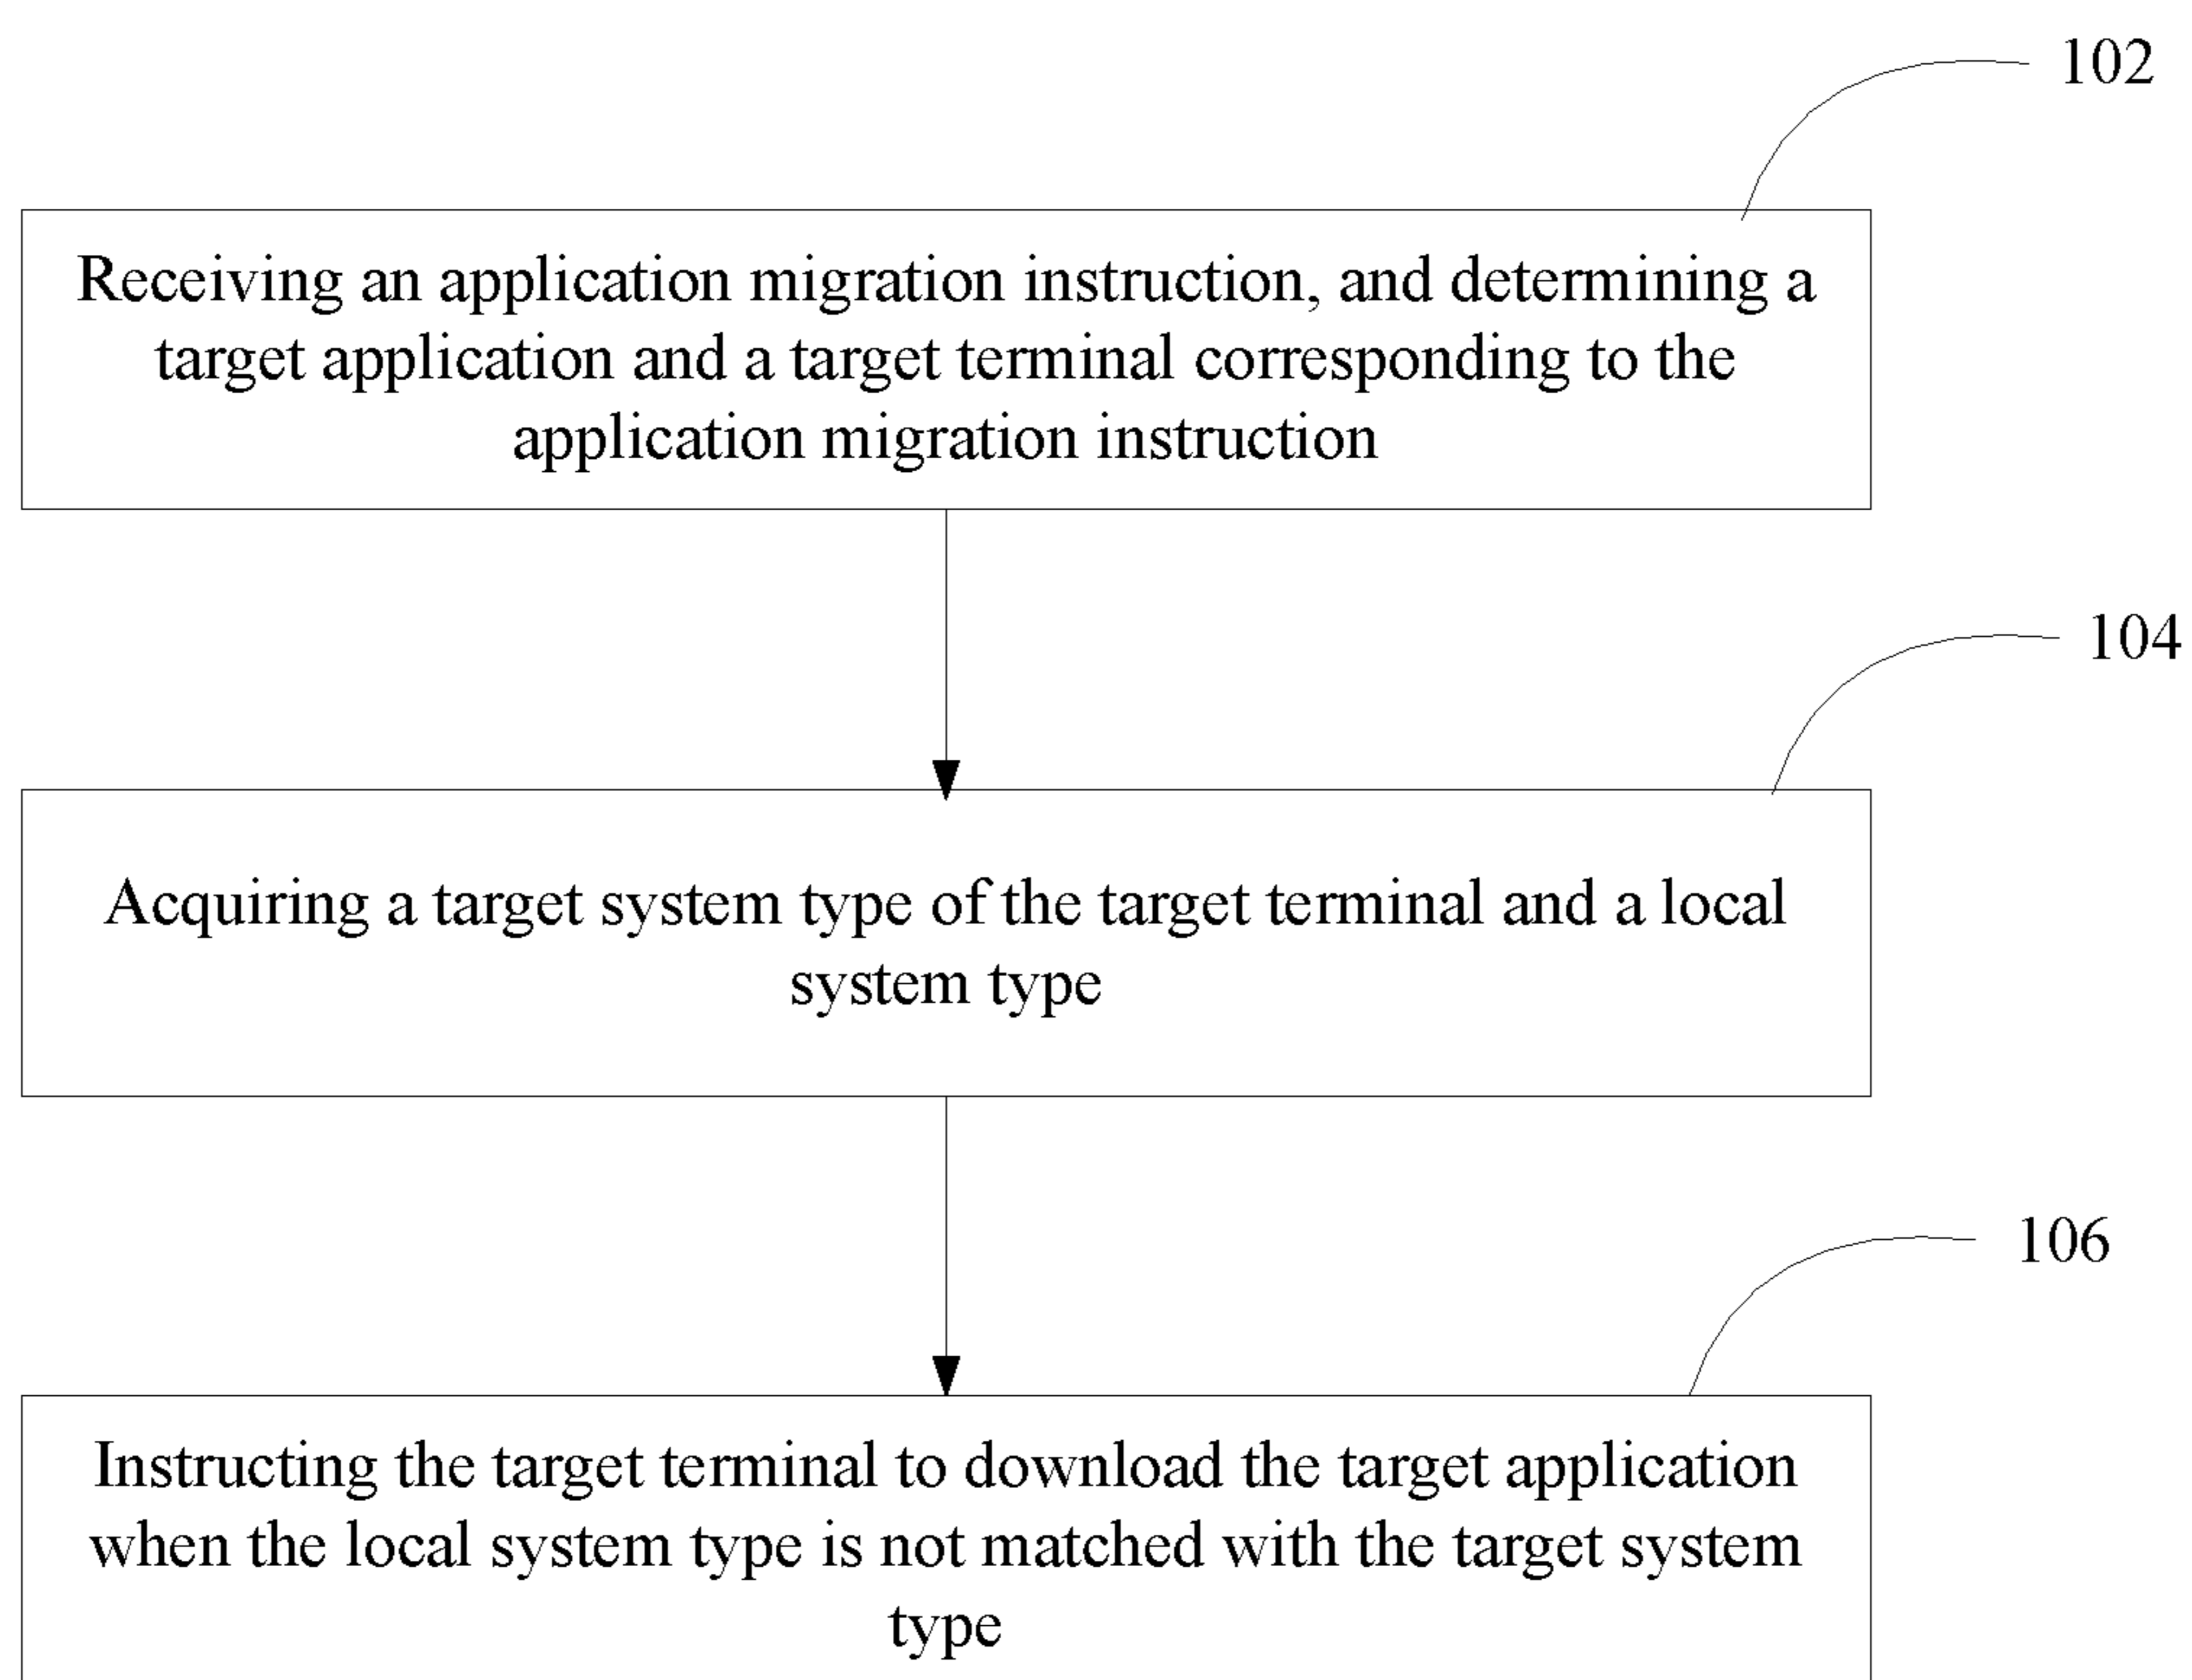 102
Receiving an application migration instruction, and determining a
target application and a target terminal corresponding to the
application migration instruction
104
Acquiring a target system type of the target terminal and a local
system type
106
Instructing the target terminal to download the target application
when the local system type is not matched with the target system
type